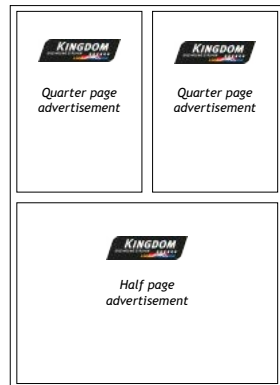 KINGDOM
Quarter page
advertisement
KINGDOM
Quarter page
advertisement
KINGDOM
Half page
advertisement